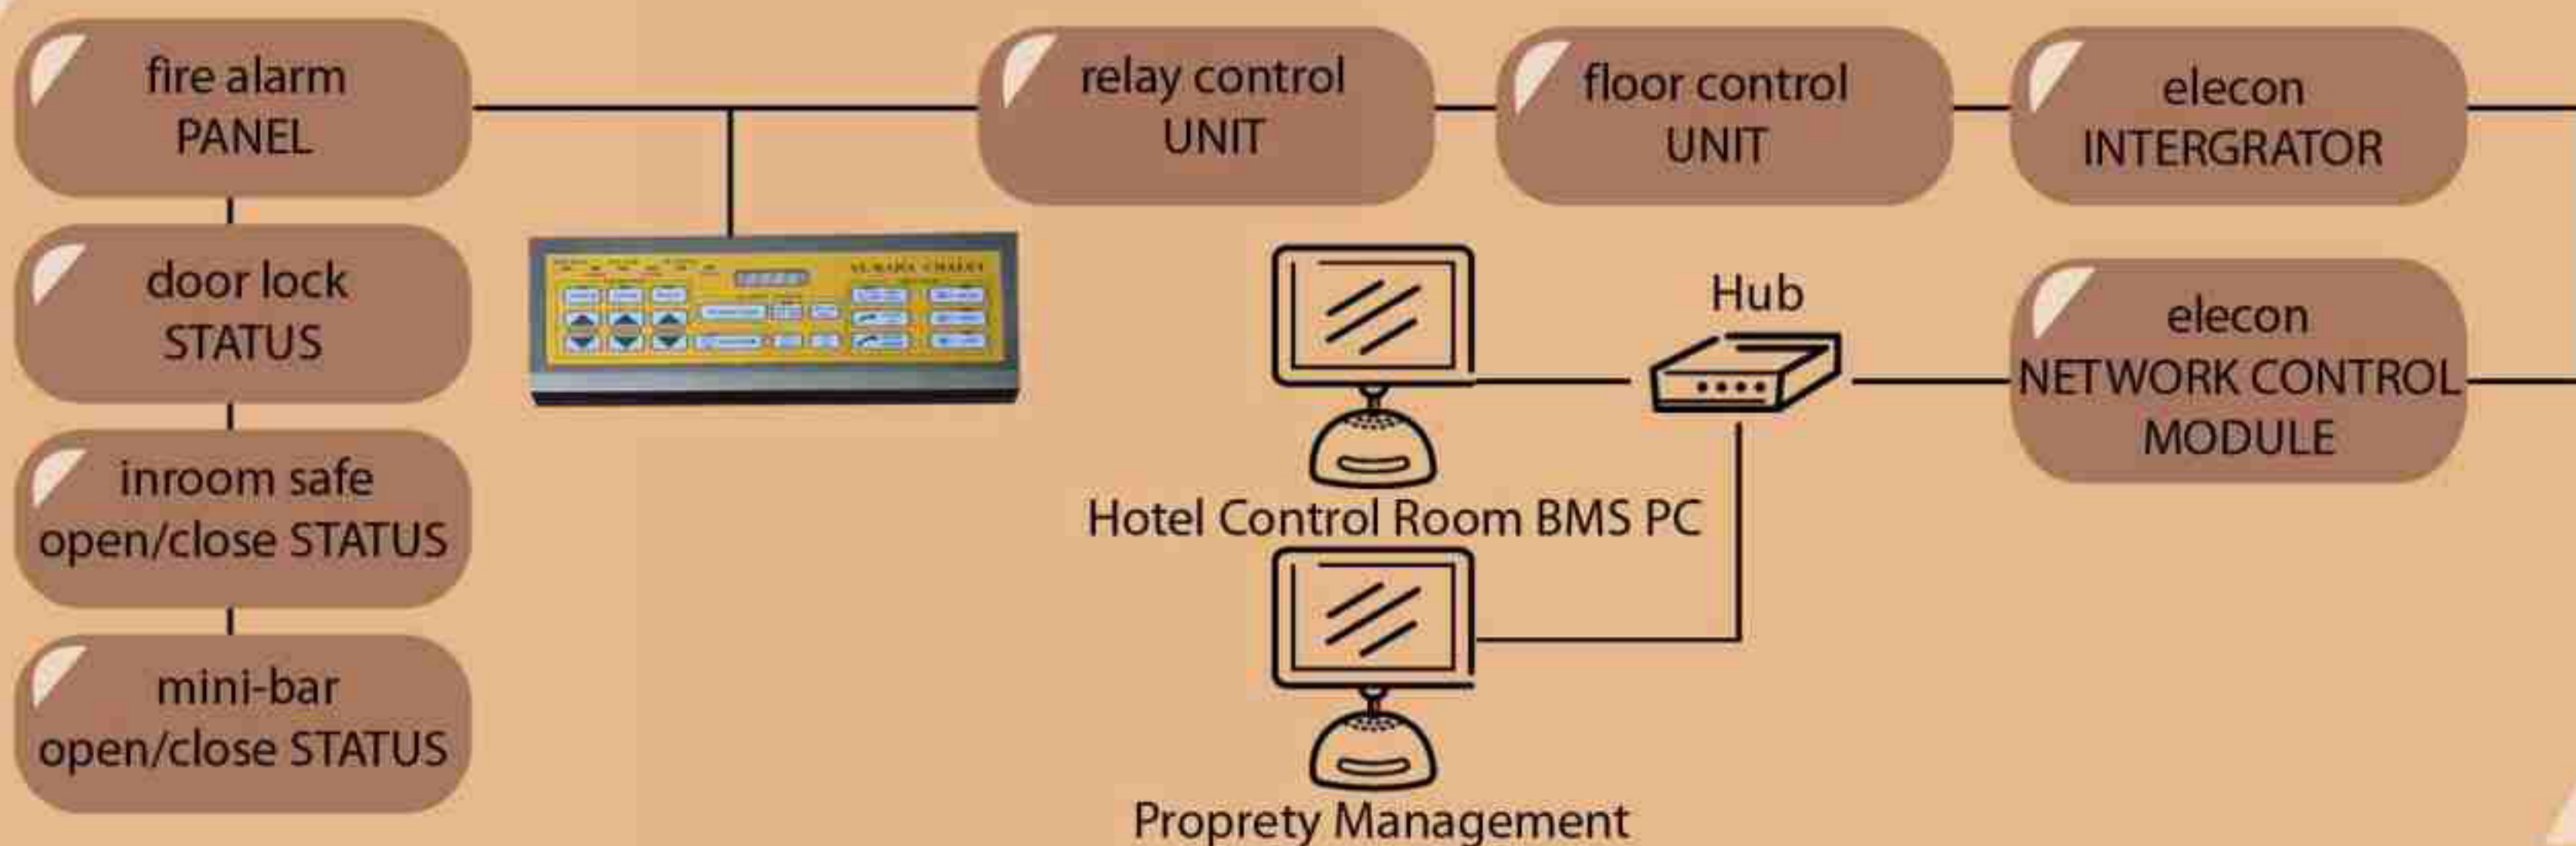 fire alarm
PANEL
relay control
UNIT
floor control
UNIT
elecon
INTERGRATOR
door lock
STATUS
Hub
elecon
NETWORK CONTROL
MODULE
inroom safe
open/close STATUS
Hotel Control Room BMS PC
mini-bar
open/close STATUS
Proprety Management